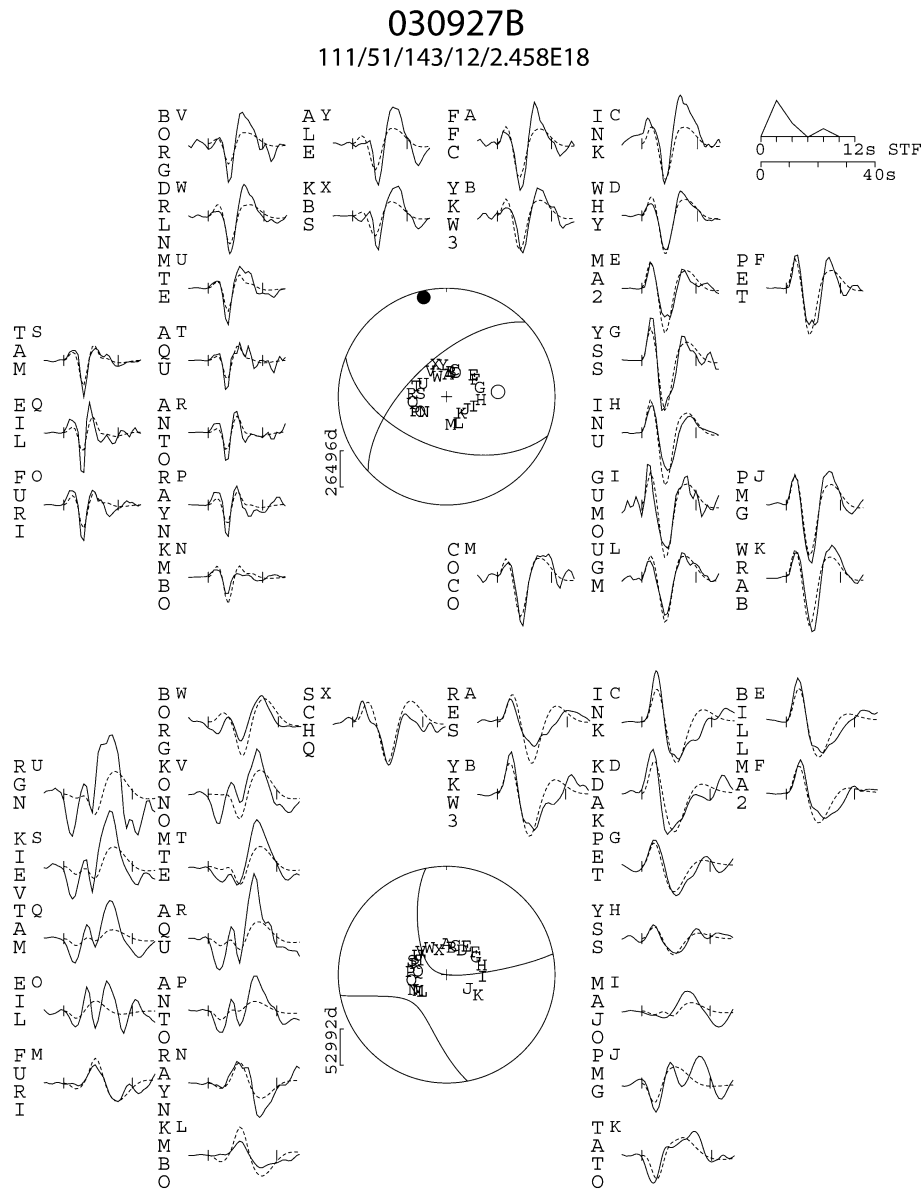 030927B
111/51/143/12/2.458E18
BORG V
ALE Y
FFC A
INK C
0 12s STF
0 40s
DRLN W
KBS X
YKW3 B
WHY D
MTE U
MA2 E
PET F
TAM S
AQU T
YSS G
EIL Q
ANTO R
INU H
FURI O
RAYN P
GUMO I
PMG J
KMBO N
COCO M
UGM L
WRAB K
26496d
BORG W
SCHQ X
RES A
INK C
BILL E
RGN U
KONO V
YKW3 B
KDAK D
MA2 F
KIEV S
MTE T
PET G
TAM Q
AQU R
YSS H
EIL O
ANTO P
MAJO I
FURI M
RAYN N
PMG J
KMBO L
TATO K
52992d